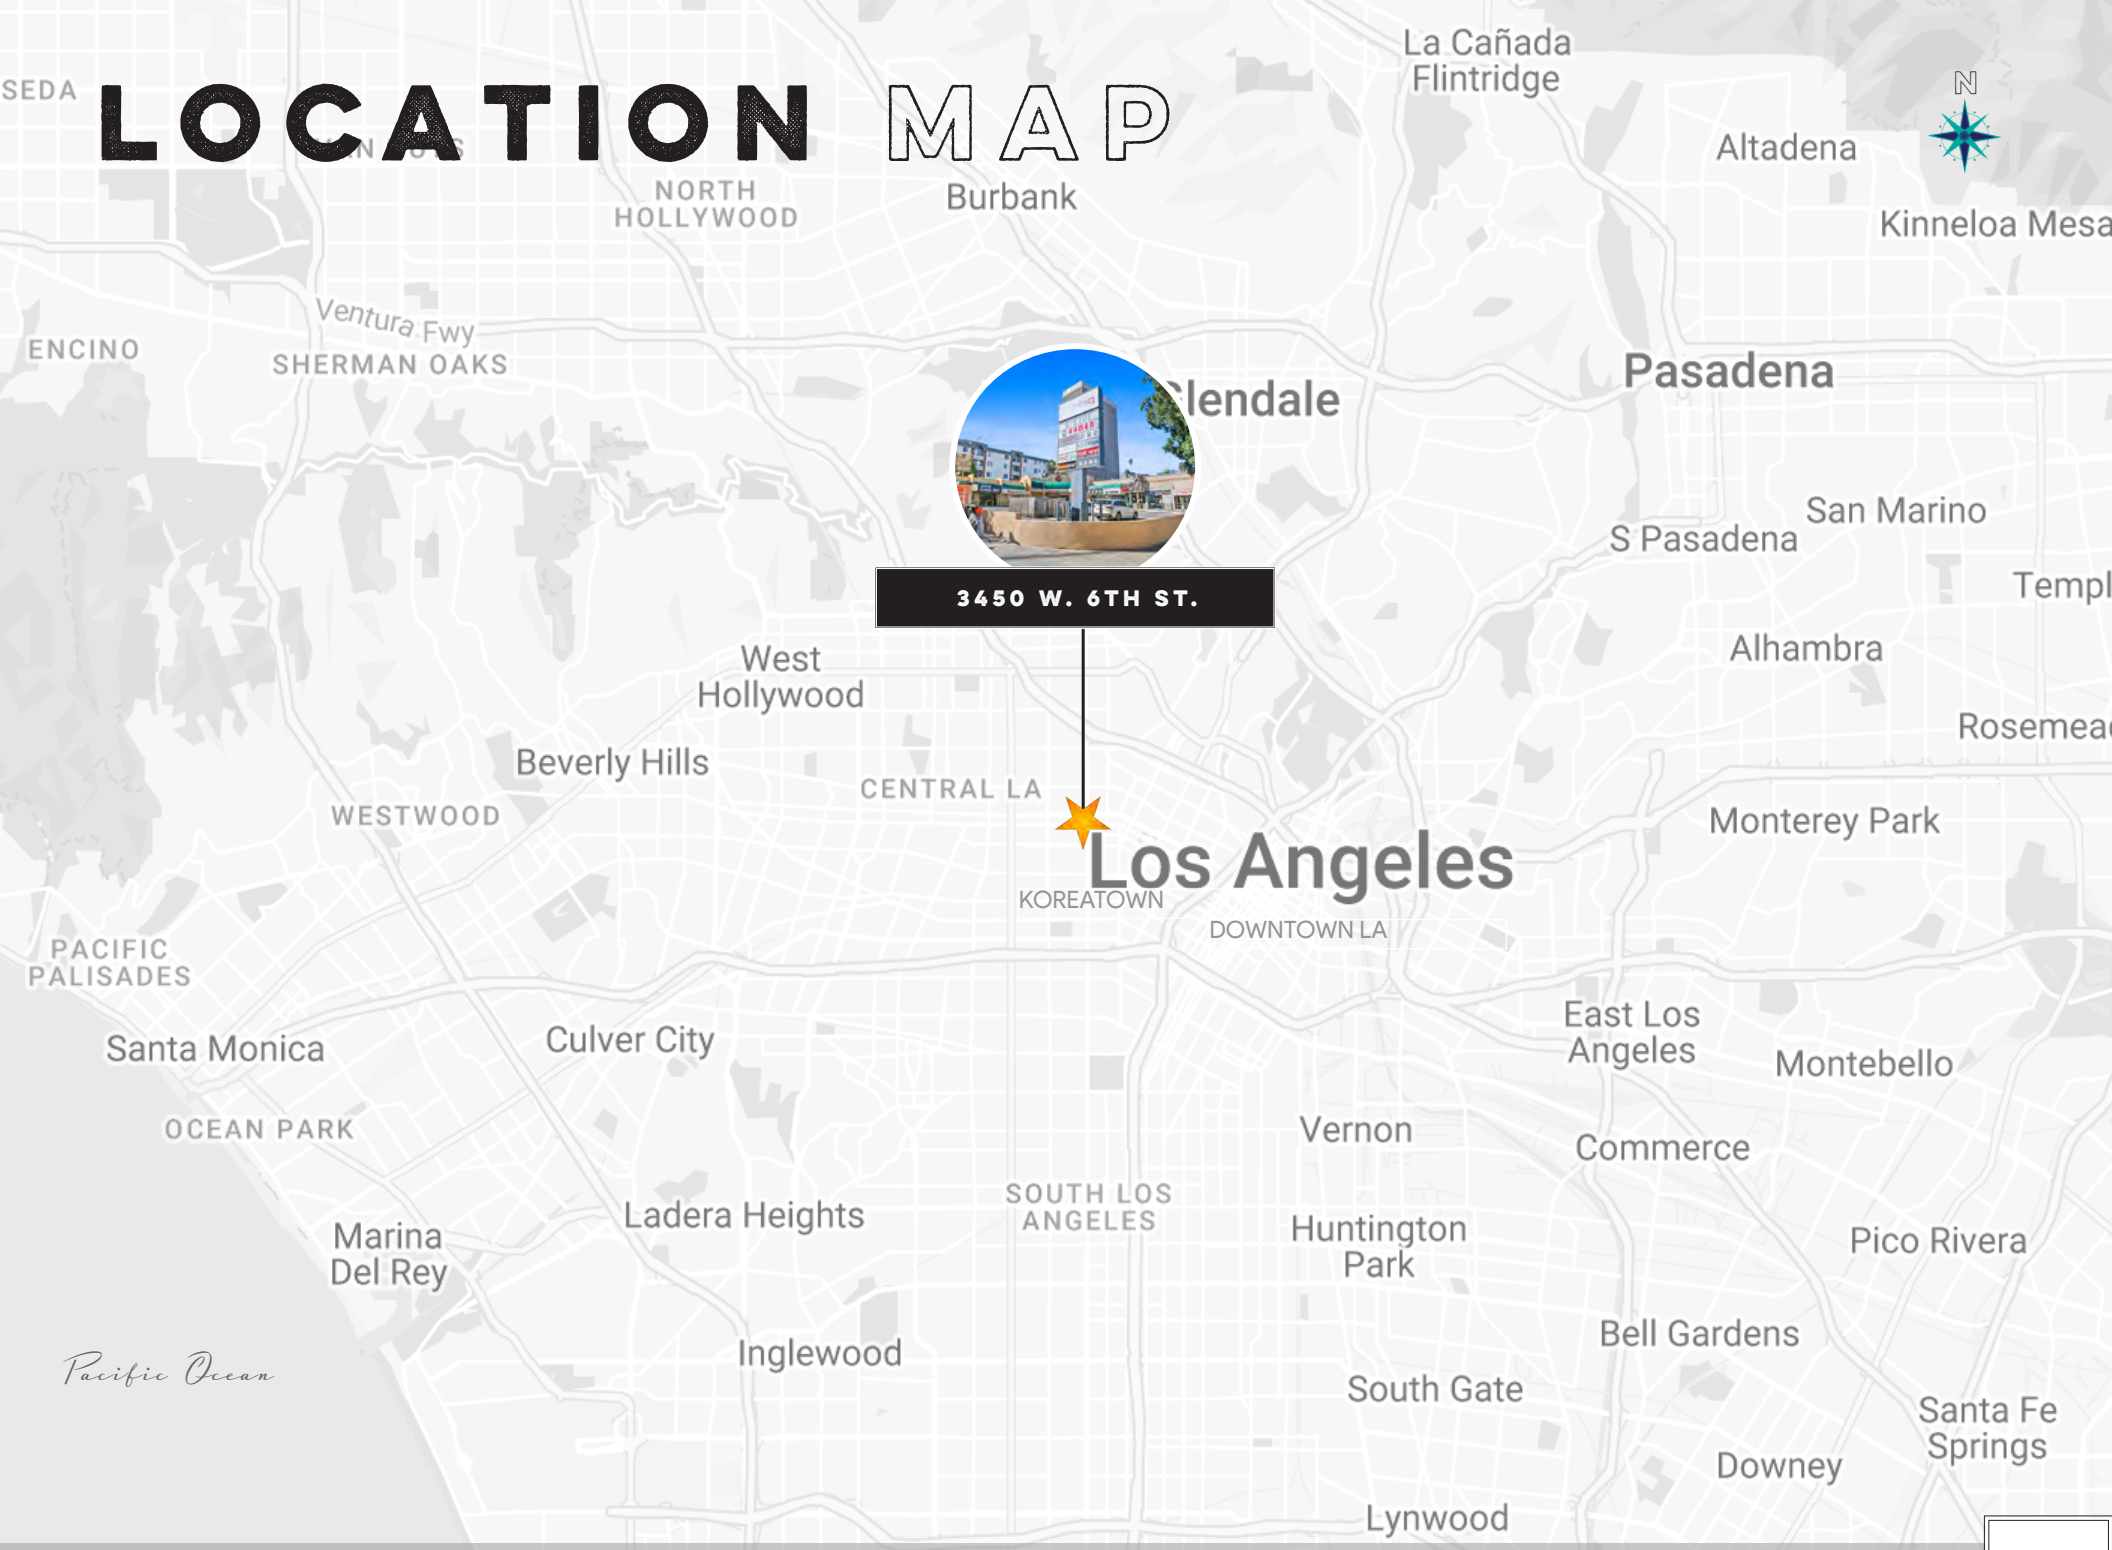 La Cañada
Flintridge
N
SEDA
LOCATION MAP
Altadena
NORTH
HOLLYWOOD
Burbank
Kinneloa Mesa
Ventura Fwy
ENCINO
SHERMAN OAKS
Pasadena
lendale
San Marino
S Pasadena
Templ
3450 W. 6TH ST.
Alhambra
West
Hollywood
Rosemead
Beverly Hills
CENTRAL LA
WESTWOOD
Monterey Park
Los Angeles
KOREATOWN
DOWNTOWN LA
PACIFIC
PALISADES
East Los
Angeles
Santa Monica
Culver City
Montebello
OCEAN PARK
Vernon
Commerce
SOUTH LOS
ANGELES
Ladera Heights
Marina
Del Rey
Huntington
Park
Pico Rivera
Bell Gardens
Inglewood
Pacific Ocean
South Gate
Santa Fe
Springs
Downey
Lynwood